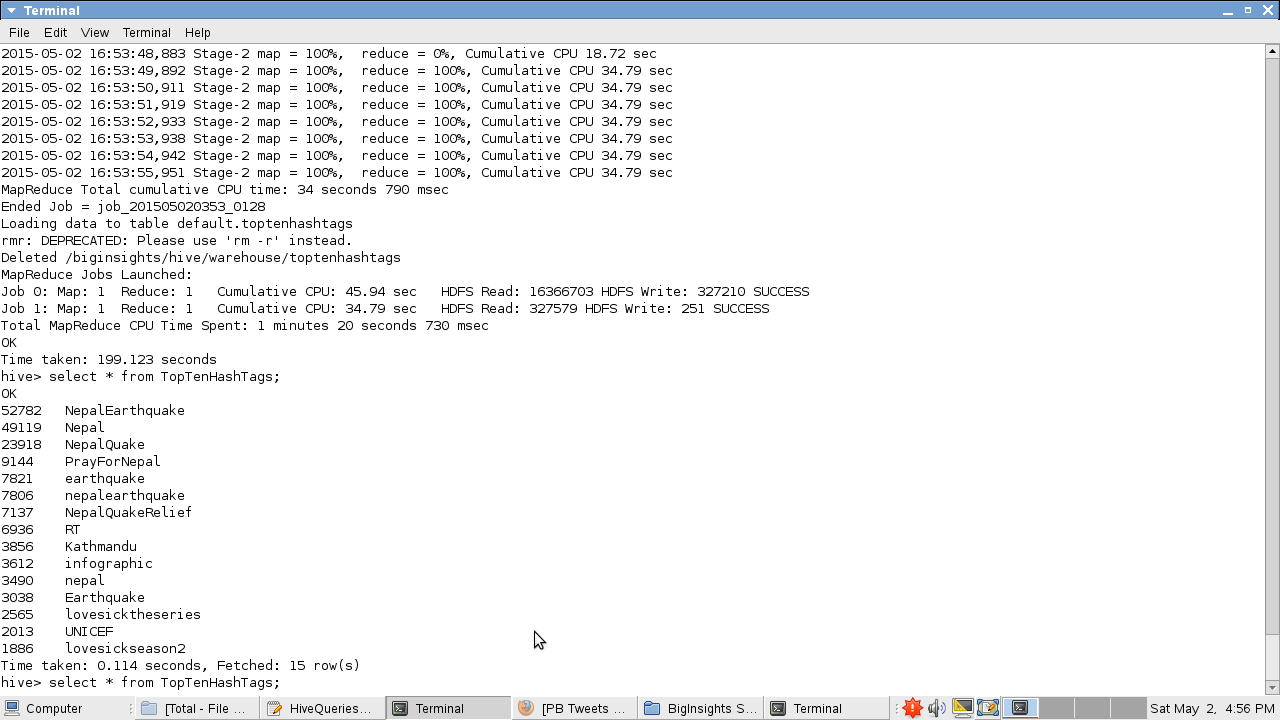 Terminal
File Edit View Terminal Help
2015-05-02 16:53:48,883 Stage-2 map = 100%,  reduce = 0%, Cumulative CPU 18.72 sec
2015-05-02 16:53:49,892 Stage-2 map = 100%,  reduce = 100%, Cumulative CPU 34.79 sec
2015-05-02 16:53:50,911 Stage-2 map = 100%,  reduce = 100%, Cumulative CPU 34.79 sec
2015-05-02 16:53:51,919 Stage-2 map = 100%,  reduce = 100%, Cumulative CPU 34.79 sec
2015-05-02 16:53:52,933 Stage-2 map = 100%,  reduce = 100%, Cumulative CPU 34.79 sec
2015-05-02 16:53:53,938 Stage-2 map = 100%,  reduce = 100%, Cumulative CPU 34.79 sec
2015-05-02 16:53:54,942 Stage-2 map = 100%,  reduce = 100%, Cumulative CPU 34.79 sec
2015-05-02 16:53:55,951 Stage-2 map = 100%,  reduce = 100%, Cumulative CPU 34.79 sec
MapReduce Total cumulative CPU time: 34 seconds 790 msec
Ended Job = job_201505020353_0128
Loading data to table default.toptenhashtags
rmr: DEPRECATED: Please use 'rm -r' instead.
Deleted /biginsights/hive/warehouse/toptenhashtags
MapReduce Jobs Launched:
Job 0: Map: 1  Reduce: 1   Cumulative CPU: 45.94 sec   HDFS Read: 16366703 HDFS Write: 327210 SUCCESS
Job 1: Map: 1  Reduce: 1   Cumulative CPU: 34.79 sec   HDFS Read: 327579 HDFS Write: 251 SUCCESS
Total MapReduce CPU Time Spent: 1 minutes 20 seconds 730 msec
OK
Time taken: 199.123 seconds
hive> select * from TopTenHashTags;
OK
52782   NepalEarthquake
49119   Nepal
23918   NepalQuake
9144    PrayForNepal
7821    earthquake
7806    nepalearthquake
7137    NepalQuakeRelief
6936    RT
3856    Kathmandu
3612    infographic
3490    nepal
3038    Earthquake
2565    lovesicktheseries
2013    UNICEF
1886    lovesickseason2
Time taken: 0.114 seconds, Fetched: 15 row(s)
hive> select * from TopTenHashTags;
Computer [Total - File ... HiveQueries... Terminal [PB Tweets ... BigInsights S... Terminal Sat May 2, 4:56 PM